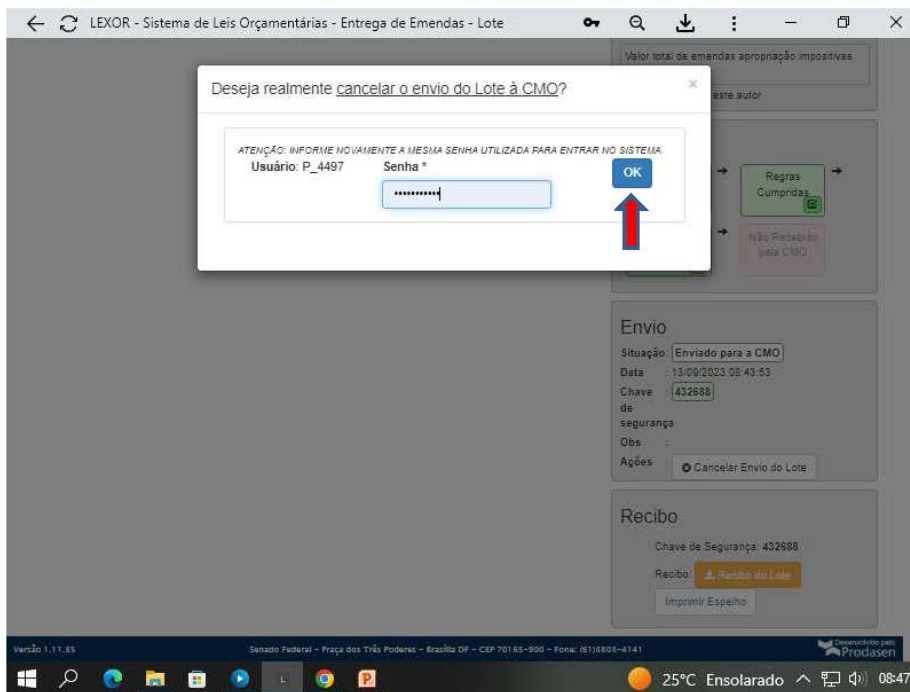 LEXOR - Sistema de Leis Orçamentárias - Entrega de Emendas - Lote
Valor total de emendas apropriação impositivas
este autor
Deseja realmente cancelar o envio do Lote à CMO?
×
ATENÇÃO: INFORME NOVAMENTE A MESMA SENHA UTILIZADA PARA ENTRAR NO SISTEMA.
Usuário: P_4497
Senha *
OK
•••••••••••
Regras
Cumpridas
Não Recebido
pela CMO
Envio
Situação: Enviado para a CMO
Data : 13/09/2023 08:43:53
Chave : 432688
de
segurança
Obs :
Ações : Cancelar Envio do Lote
Recibo
Chave de Segurança: 432688
Recibo: Recibo do Lote
Imprimir Espelho
Versão 1.11.85
Senado Federal - Praça dos Três Poderes - Brasília DF - CEP 70165-900 - Fone: (61)
Desenvolvido pelo
Prodasen
25°C Ensolarado
08:47